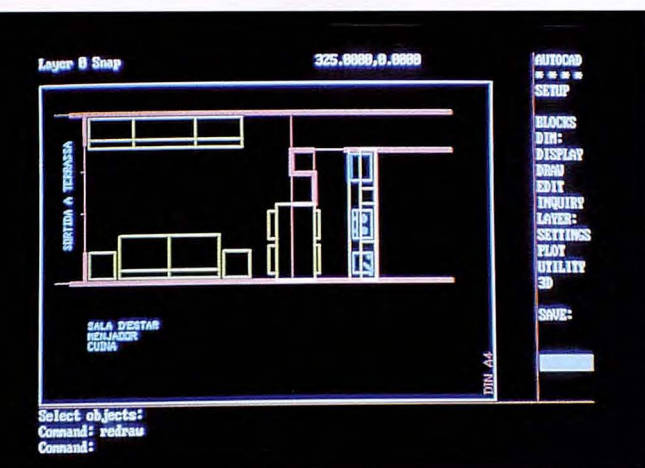 Layer 0 Snap
325.0000,0.0000
AUTOCAD
* * * *
SETUP
BLOCKS
DIM:
DISPLAY
DRAW
EDIT
INQUIRY
LAYER:
SETTINGS
PLOT
UTILITY
3D
SAVE:
SORTIDA A TERRASSA
SALA D'ESTAR
MENJADOR
CUINA
DIN A4
Select objects:
Command: redraw
Command: